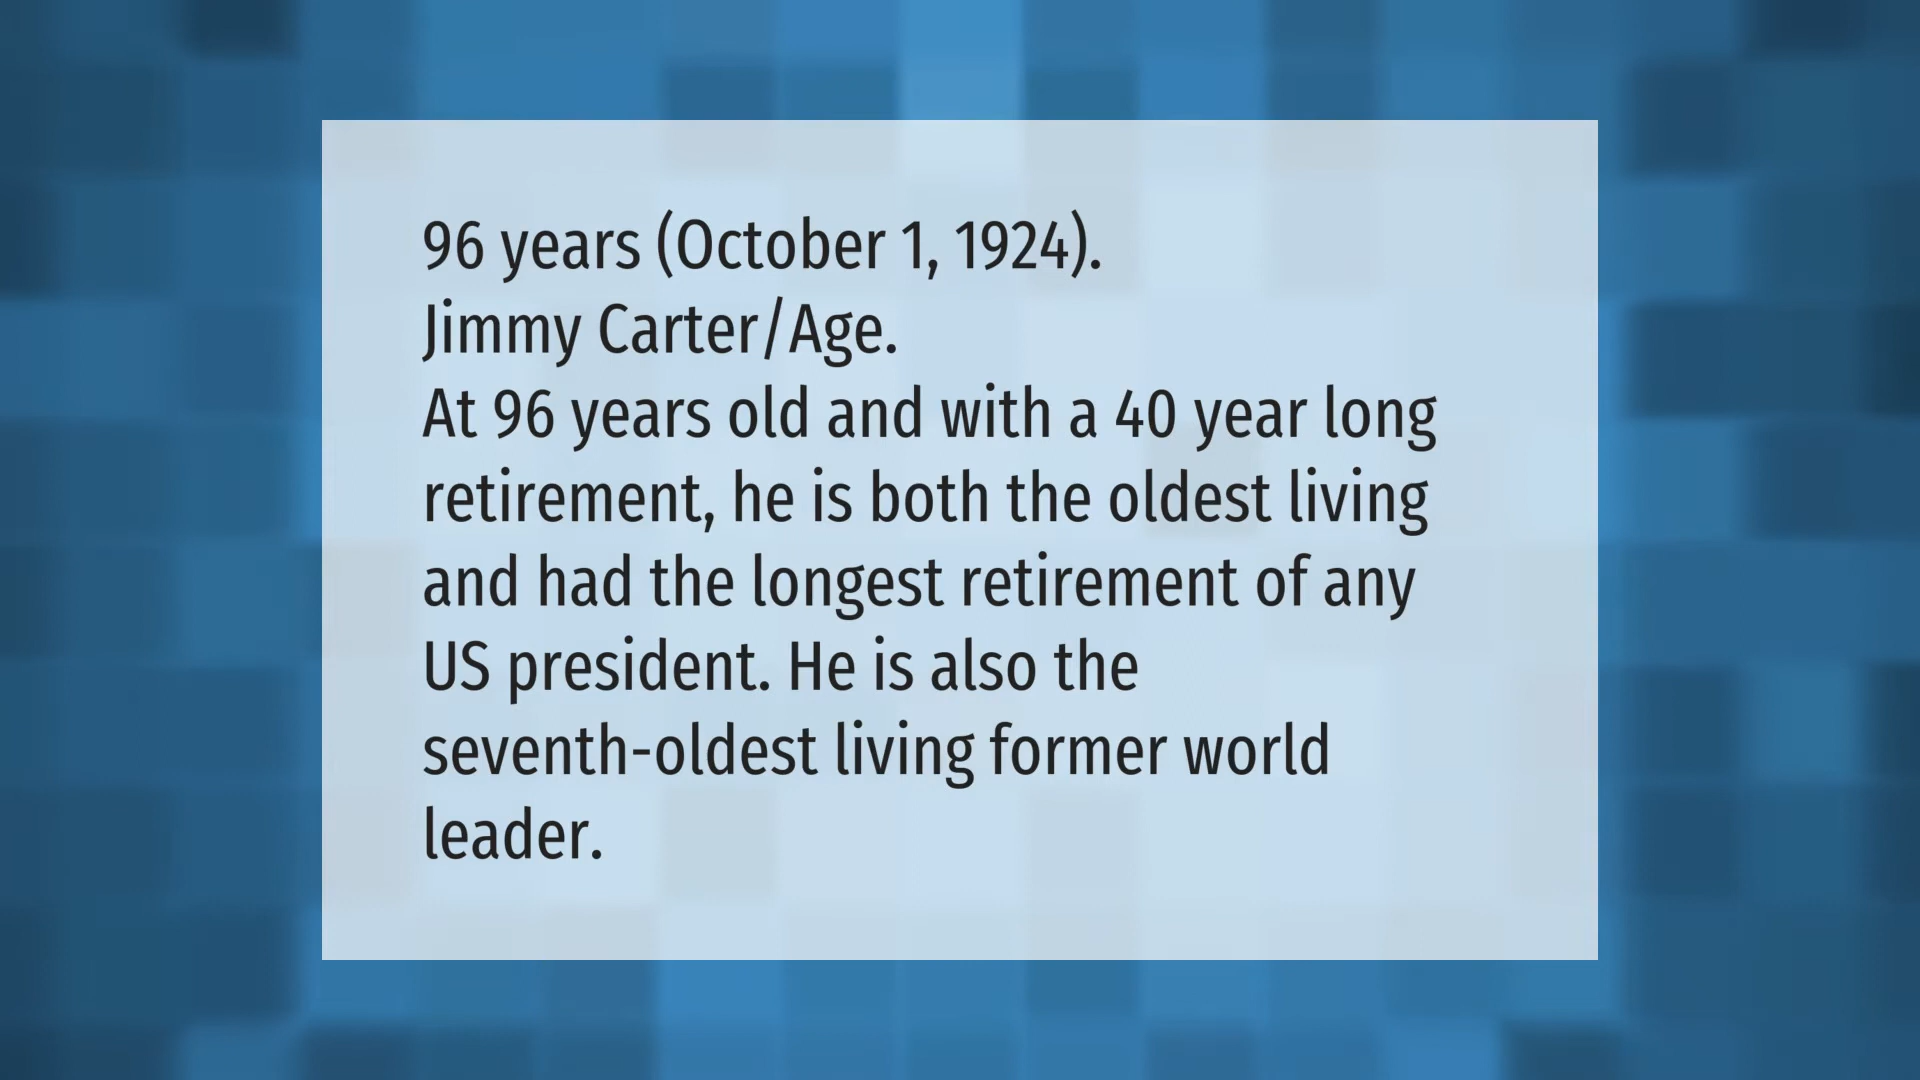 96 years (October 1, 1924).
Jimmy Carter/Age.
At 96 years old and with a 40 year long
retirement, he is both the oldest living
and had the longest retirement of any
US president. He is also the
seventh-oldest living former world
leader.